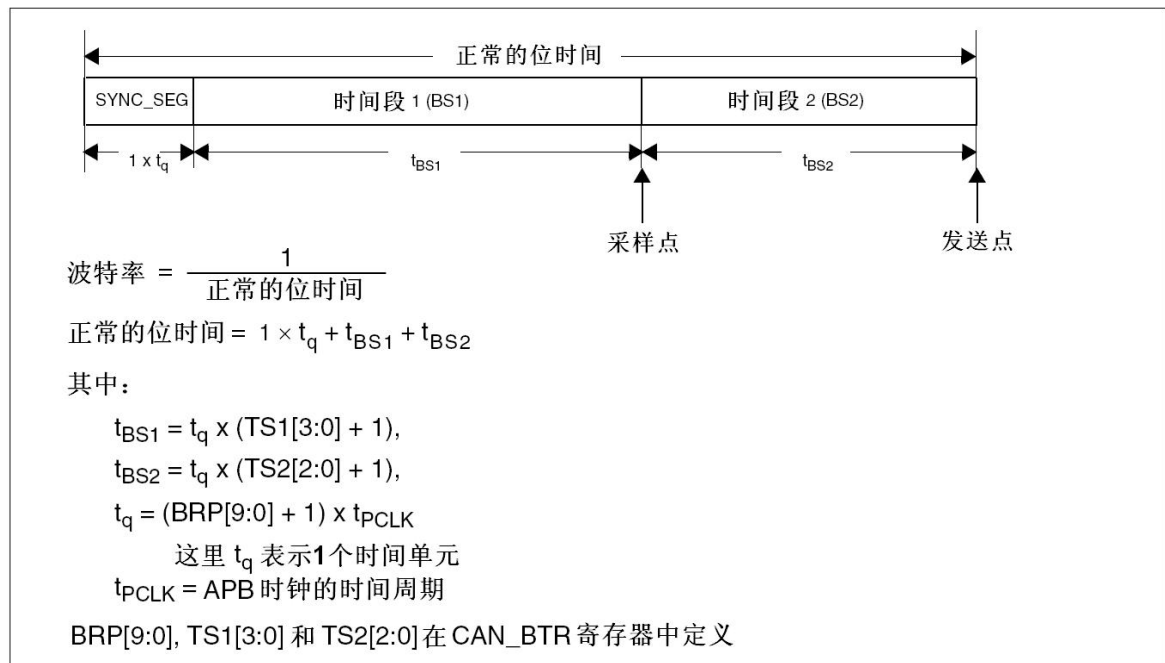 正常的位时间
SYNC_SEG 时间段 1 (BS1) 时间段 2 (BS2)
1 x tq tBS1 tBS2
采样点 发送点
波特率 = 1
正常的位时间
正常的位时间 = 1 × tq + tBS1 + tBS2
其中:
tBS1 = tq x (TS1[3:0] + 1),
tBS2 = tq x (TS2[2:0] + 1),
tq = (BRP[9:0] + 1) x tPCLK
这里 tq 表示1个时间单元
tPCLK = APB 时钟的时间周期
BRP[9:0], TS1[3:0] 和 TS2[2:0] 在 CAN_BTR 寄存器中定义